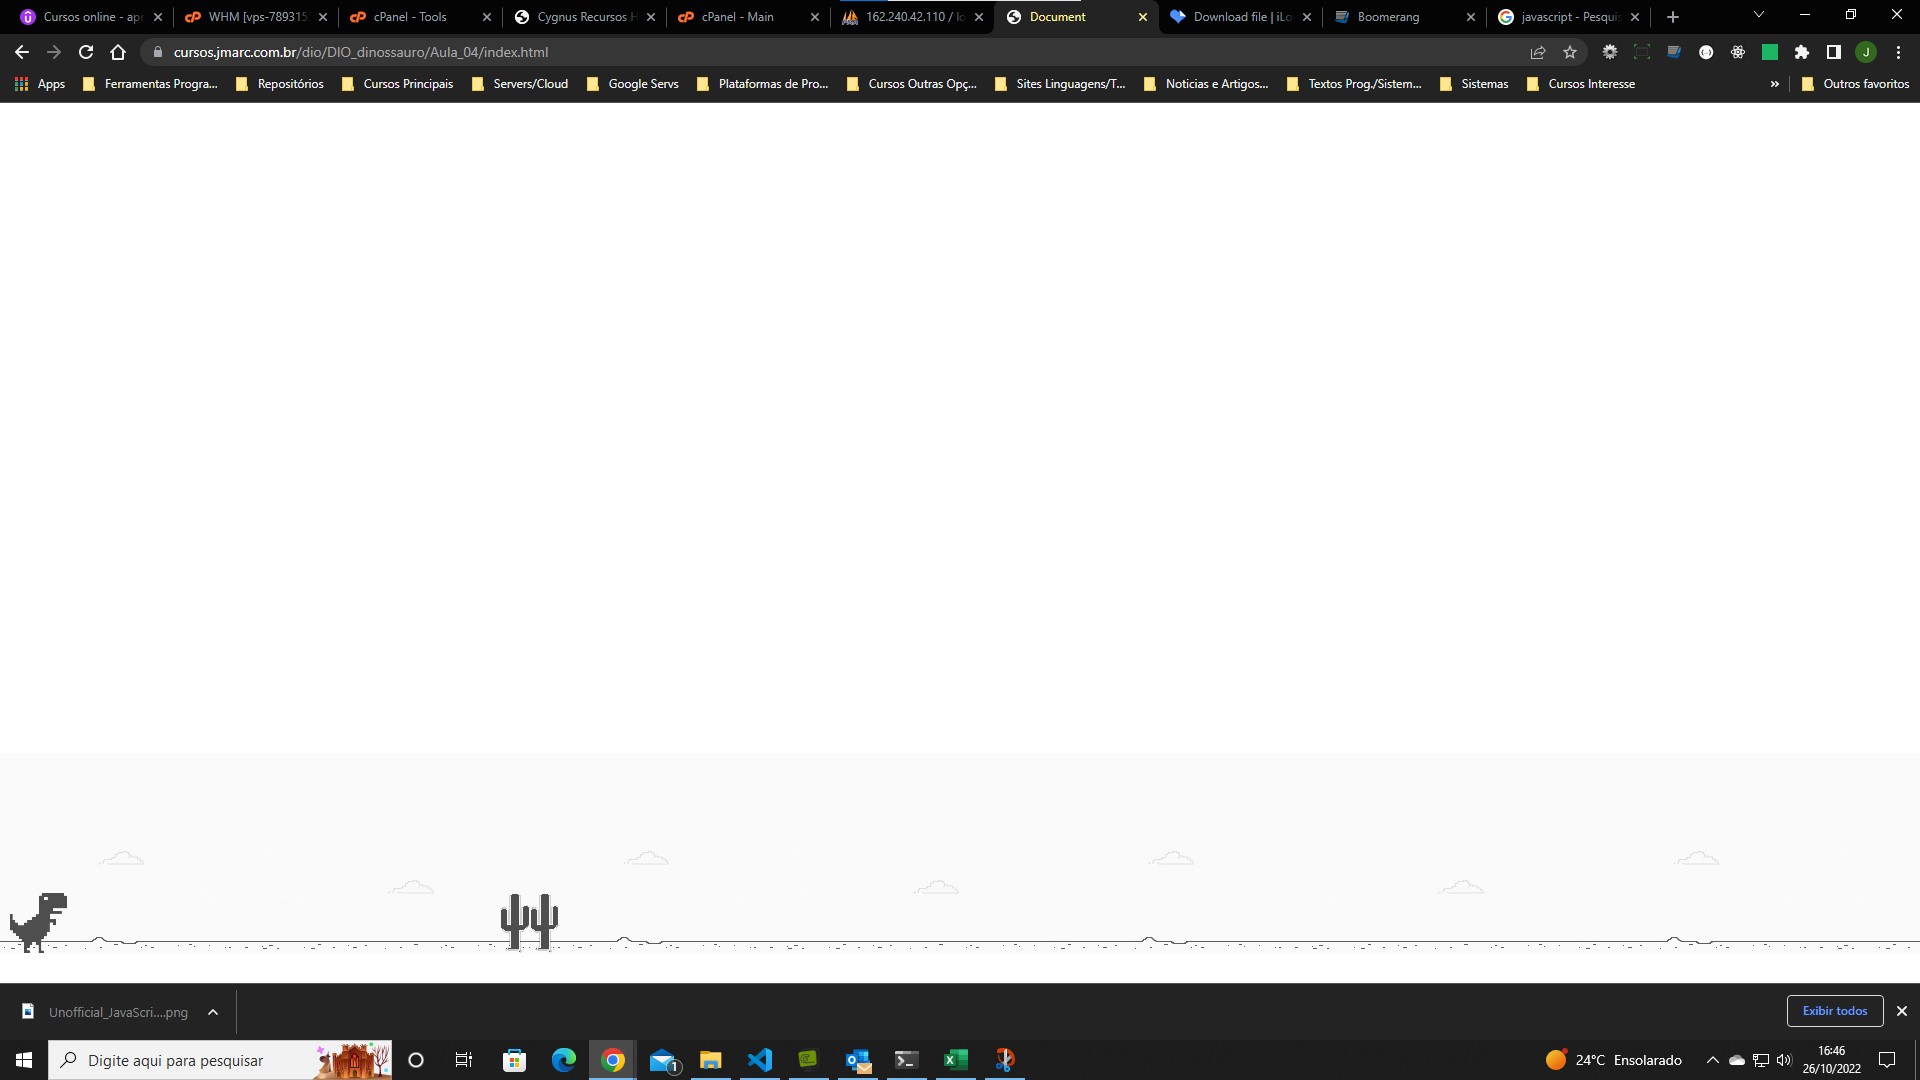 Cursos online - apr
WHM [vps-789315
cPanel - Tools
Cygnus Recursos H
cPanel - Main
162.240.42.110 / lo
Document
Download file | iLo
Boomerang
javascript - Pesquis
cursos.jmarc.com.br/dio/DIO_dinossauro/Aula_04/index.html
J
Apps
Ferramentas Progra...
Repositórios
Cursos Principais
Servers/Cloud
Google Servs
Plataformas de Pro...
Cursos Outras Opç...
Sites Linguagens/T...
Noticias e Artigos...
Textos Prog./Sistem...
Sistemas
Cursos Interesse
»
Outros favoritos
Unofficial_JavaScri....png
Exibir todos
Digite aqui para pesquisar
1
24°C Ensolarado
16:46
26/10/2022